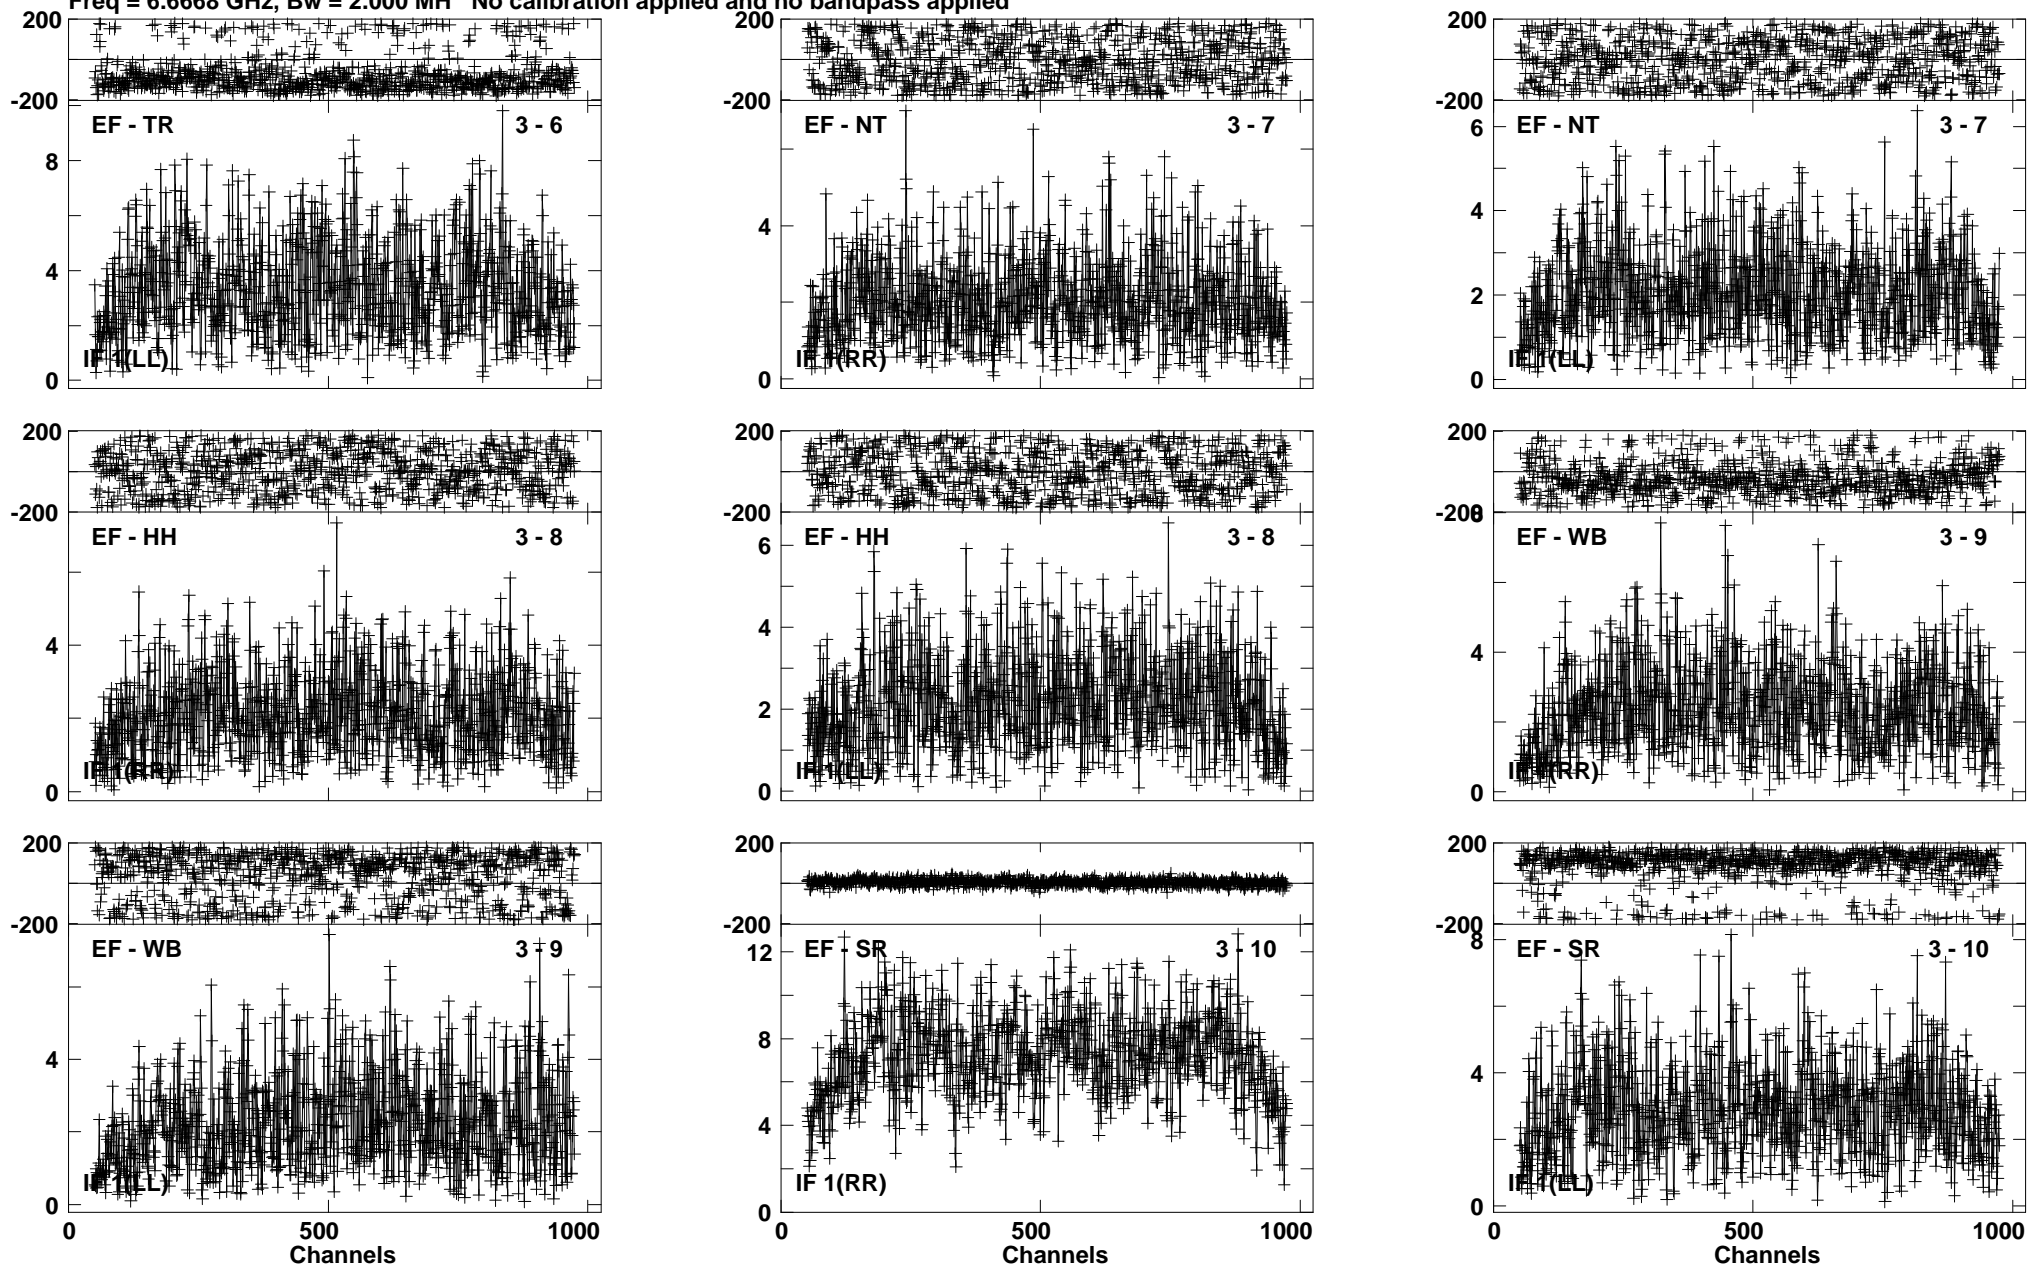 Freq = 6.6668 GHz, Bw = 2.000 MH No calibration applied and no bandpass applied
200
-200
EF - TR 3 - 6
8
4
0
IF 1(LL)
200
-200
EF - NT 3 - 7
4
0
IF 1(RR)
200
-200
EF - NT 3 - 7
6
4
2
0
IF 1(LL)
200
-200
EF - HH 3 - 8
4
0
IF 1(RR)
200
-200
EF - HH 3 - 8
6
4
2
0
IF 1(LL)
200
-200
8
EF - WB 3 - 9
4
0
IF 1(RR)
200
-200
EF - WB 3 - 9
4
0
IF 1(LL)
0 500 1000
Channels
200
-200
12
EF - SR 3 - 10
8
4
0
IF 1(RR)
0 500 1000
Channels
200
-200
8
EF - SR 3 - 10
4
0
IF 1(LL)
0 500 1000
Channels